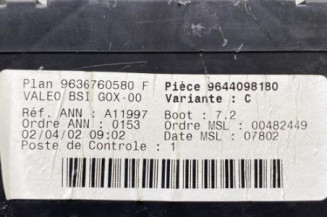 Plan 9636760580 F Pièce 9644098180
VALEO BSI G0X-00 Variante : C
Réf. ANN : A11997 Boot : 7.2
Ordre ANN : 0153 Ordre MSL : 00482449
02/04/02 09:02 Date MSL : 07802
Poste de Controle : 1